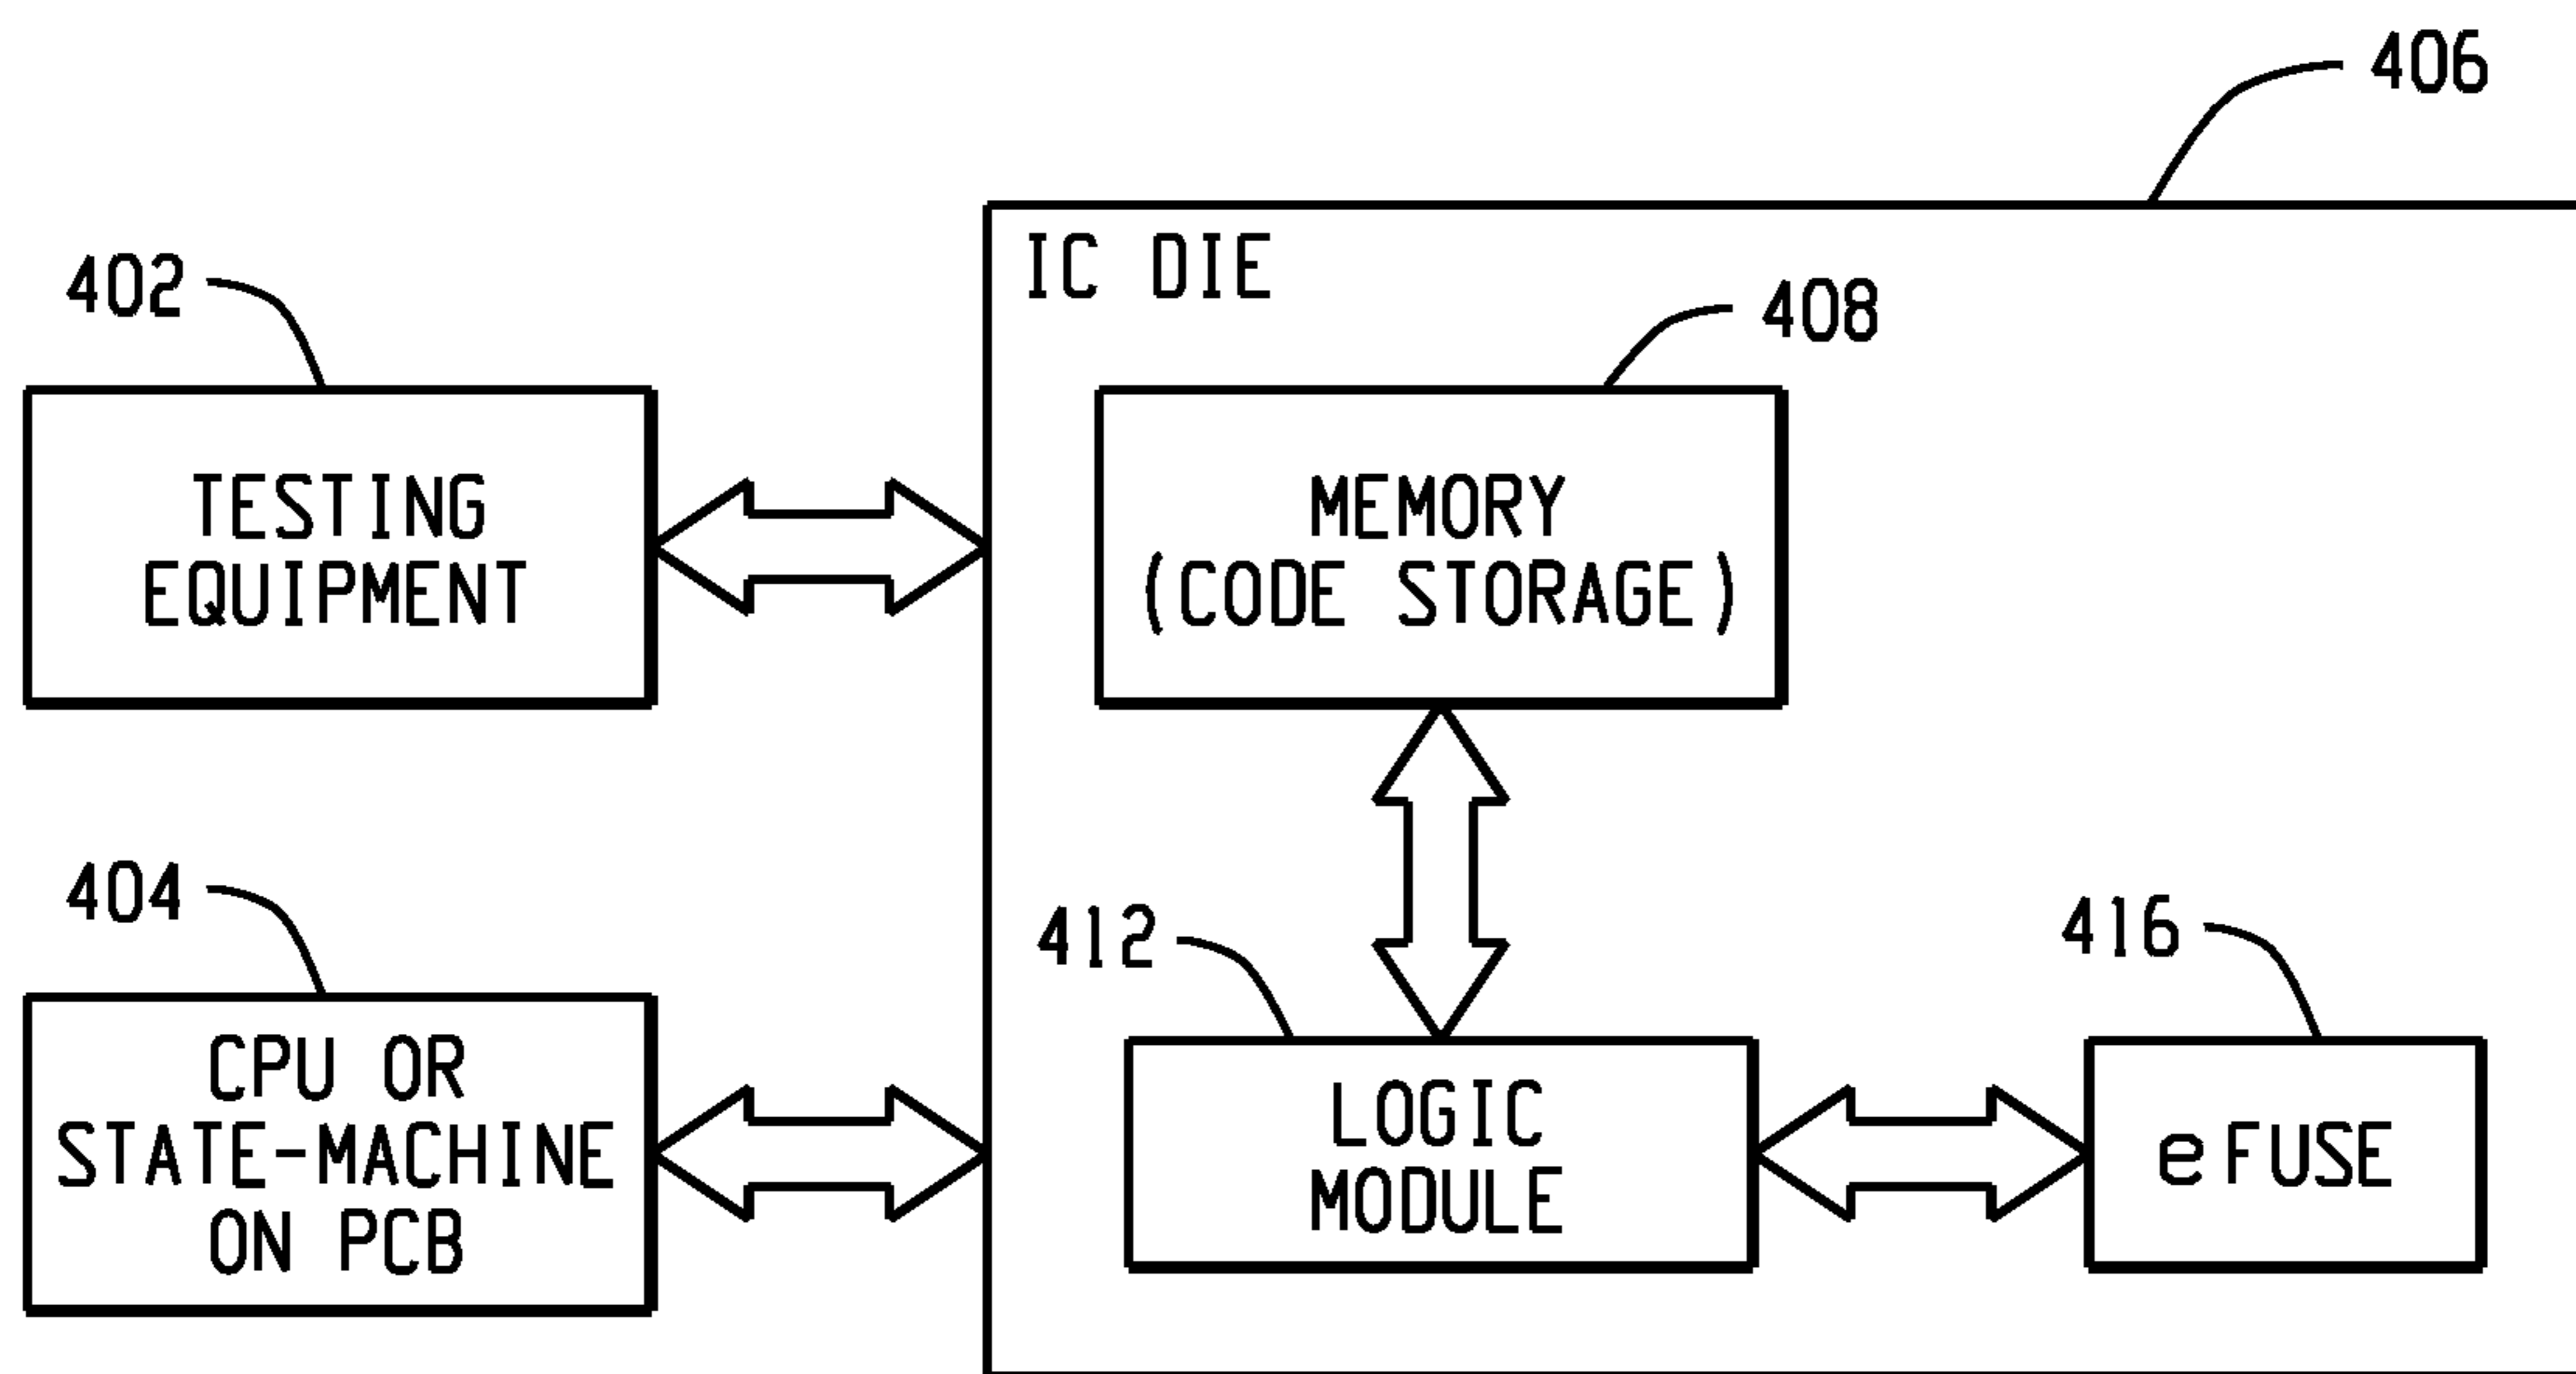 406
IC DIE
402
408
TESTING
EQUIPMENT
MEMORY
(CODE STORAGE)
404
412
416
CPU OR
STATE-MACHINE
ON PCB
LOGIC
MODULE
eFUSE